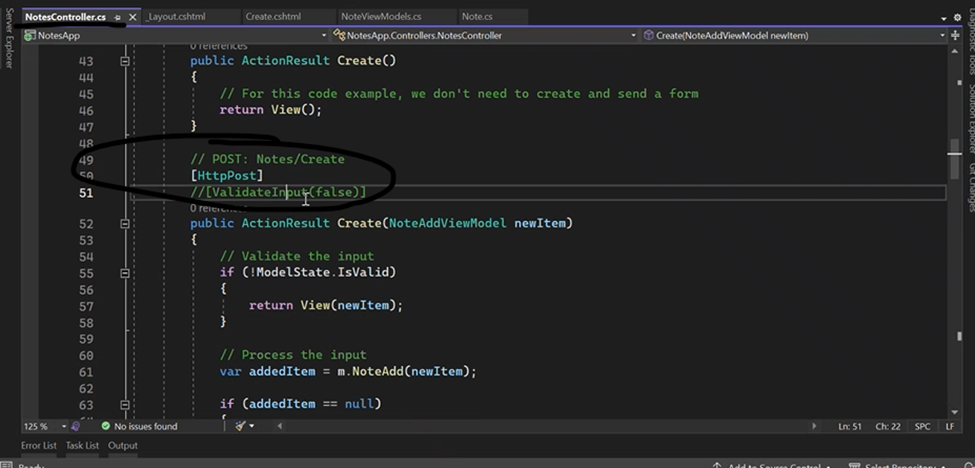 NotesController.cs _Layout.cshtml Create.cshtml NoteViewModels.cs Note.cs
NotesApp NotesApp.Controllers.NotesController Create(NoteAddViewModel newItem)
0 references
43 public ActionResult Create()
44 {
45 // For this code example, we don't need to create and send a form
46 return View();
47 }
48
49 // POST: Notes/Create
50 [HttpPost]
51 //[ValidateInput(false)]
0 references
52 public ActionResult Create(NoteAddViewModel newItem)
53 {
54 // Validate the input
55 if (!ModelState.IsValid)
56 {
57 return View(newItem);
58 }
59
60 // Process the input
61 var addedItem = m.NoteAdd(newItem);
62
63 if (addedItem == null)
125 % No issues found Ln: 51 Ch: 22 SPC LF
Error List Task List Output
Ready Add to Source Control Select Repository
Server Explorer
Diagnostic Tools
Solution Explorer
Git Changes